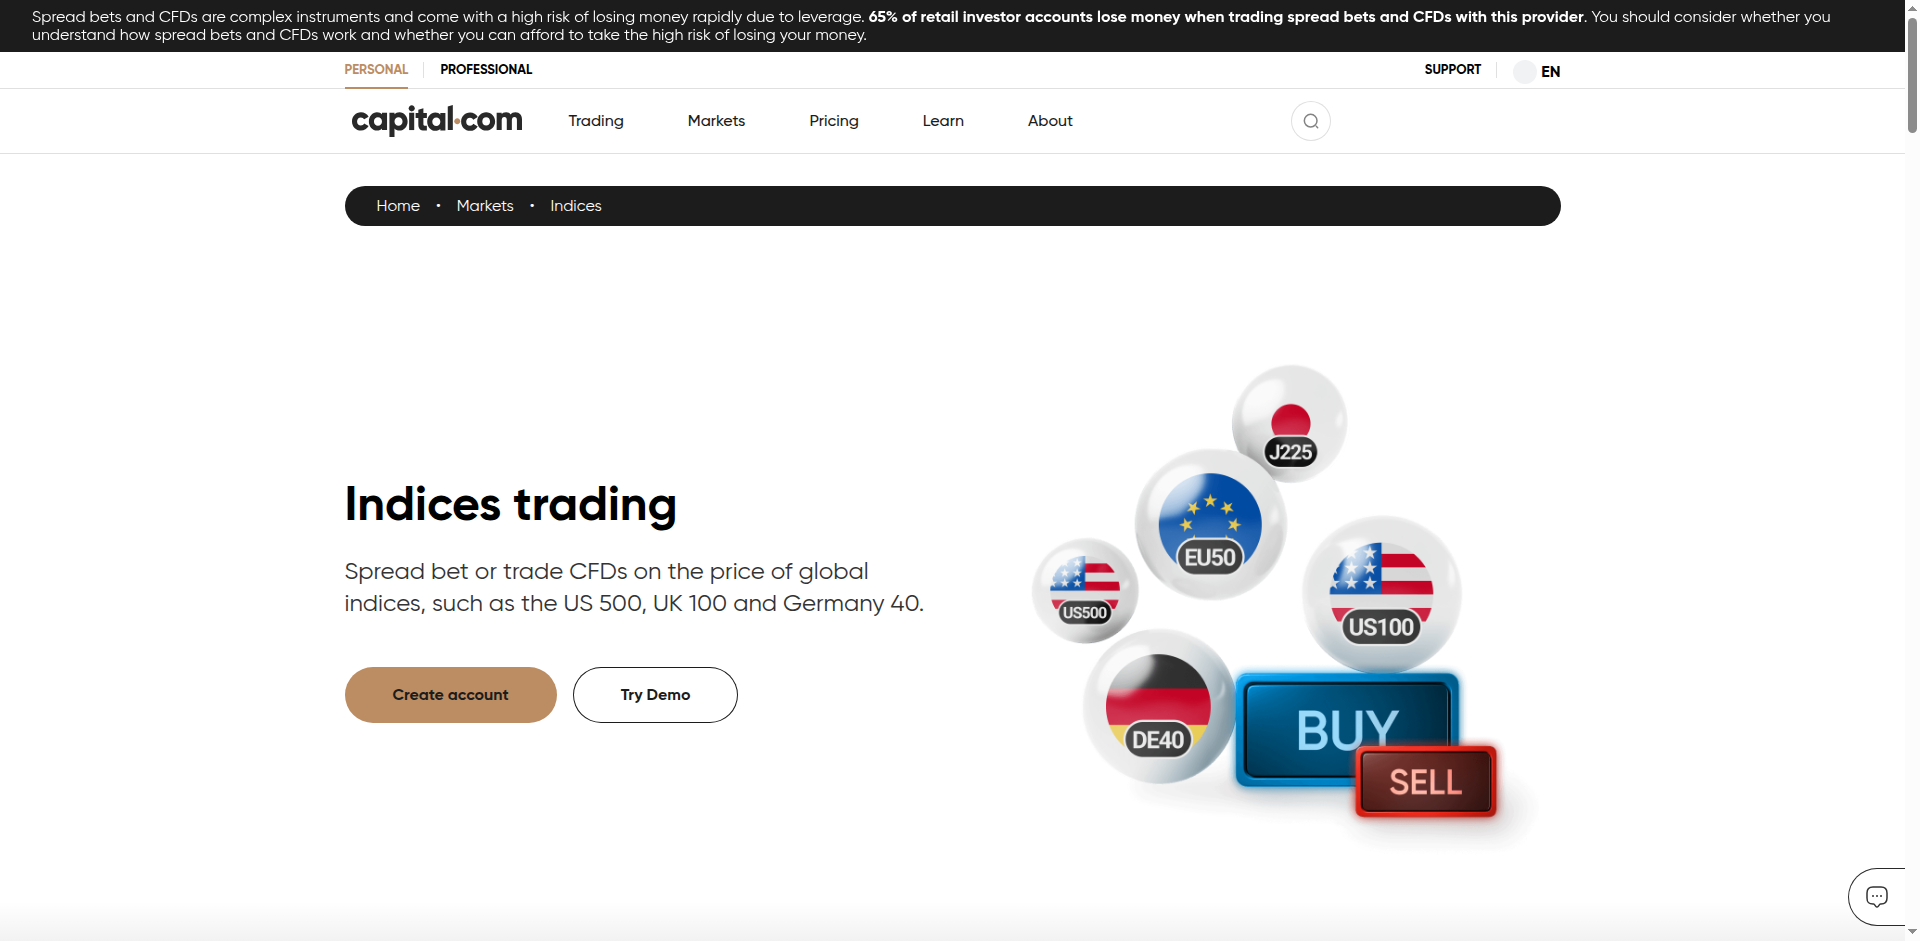 Spread bets and CFDs are complex instruments and come with a high risk of losing money rapidly due to leverage. 65% of retail investor accounts lose money when trading spread bets and CFDs with this provider. You should consider whether you
understand how spread bets and CFDs work and whether you can afford to take the high risk of losing your money.
PERSONAL PROFESSIONAL SUPPORT EN
capital.com Trading Markets Pricing Learn About
Home • Markets • Indices
J225
EU50
US500
US100
DE40
Indices trading
Spread bet or trade CFDs on the price of global
indices, such as the US 500, UK 100 and Germany 40.
Create account Try Demo
BUY
SELL